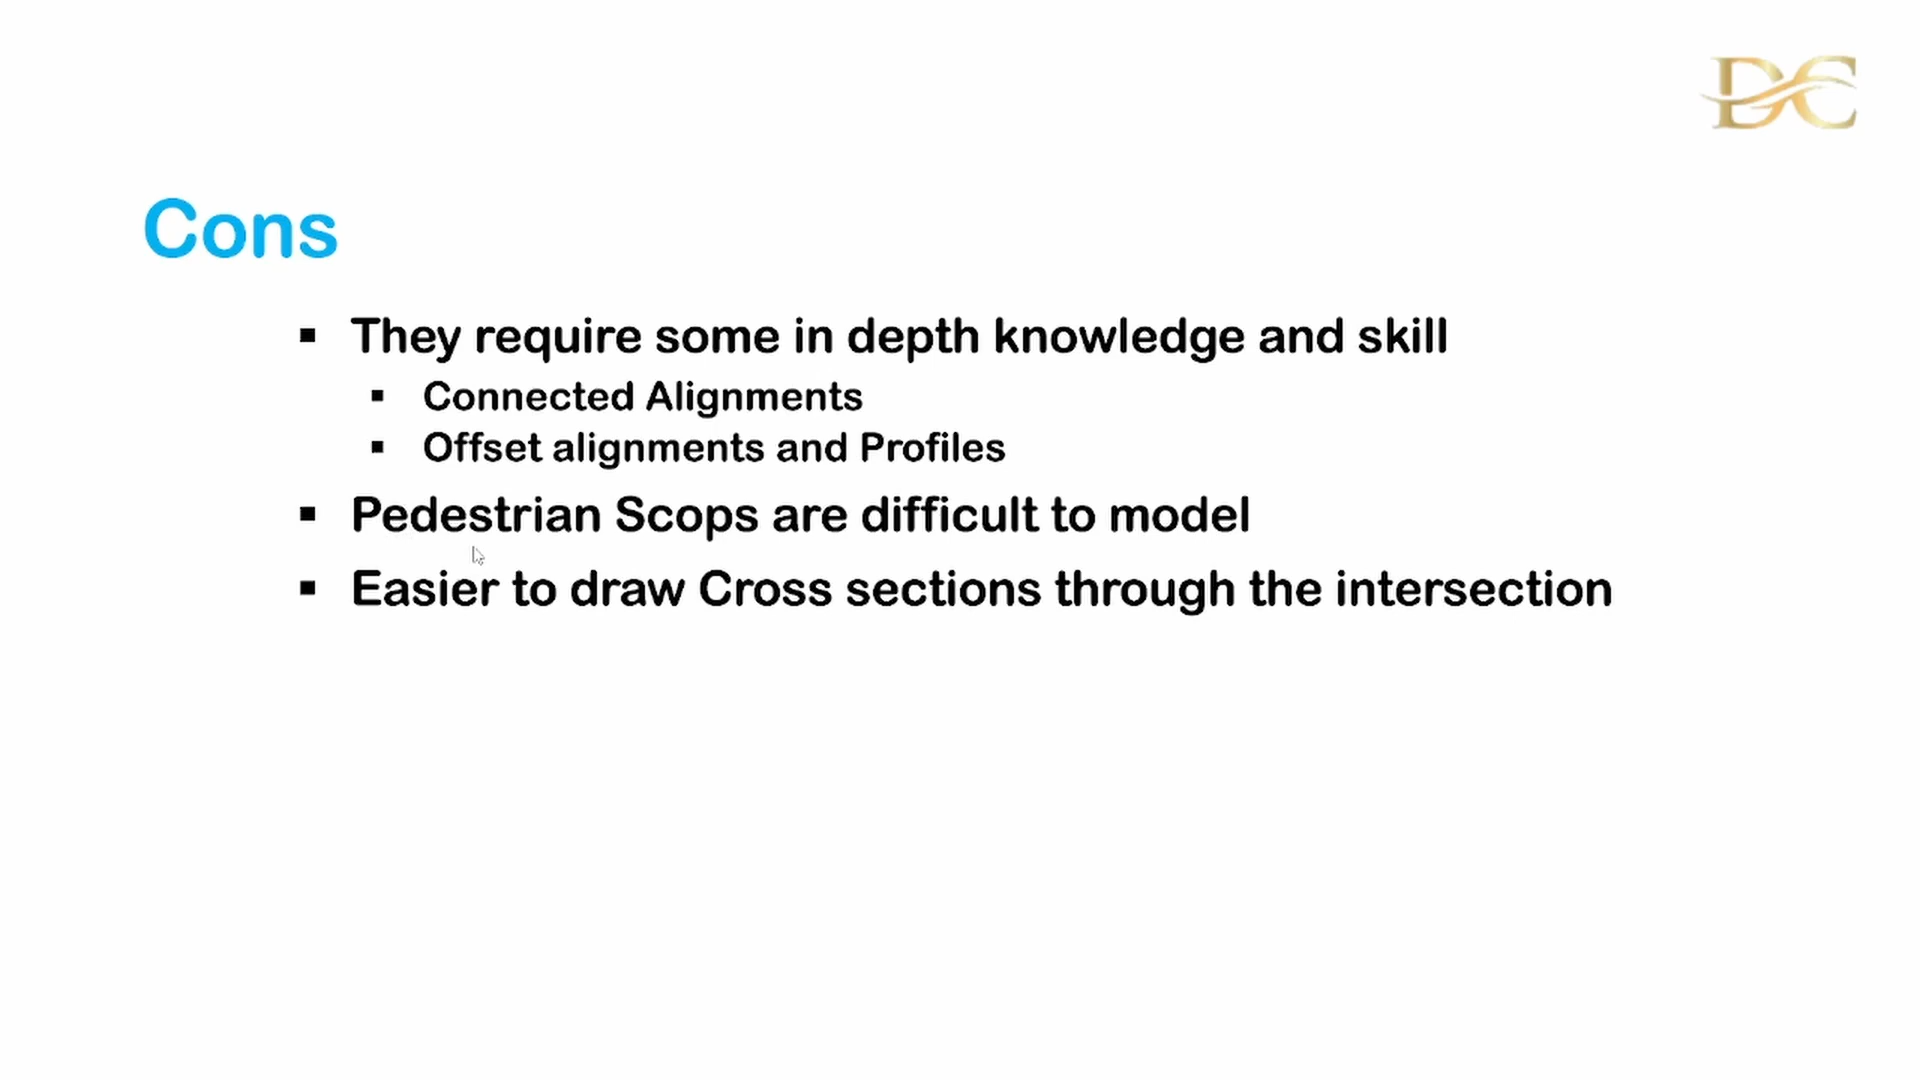 DC
Cons
▪ They require some in depth knowledge and skill
▪ Connected Alignments
▪ Offset alignments and Profiles
▪ Pedestrian Scops are difficult to model
▪ Easier to draw Cross sections through the intersection